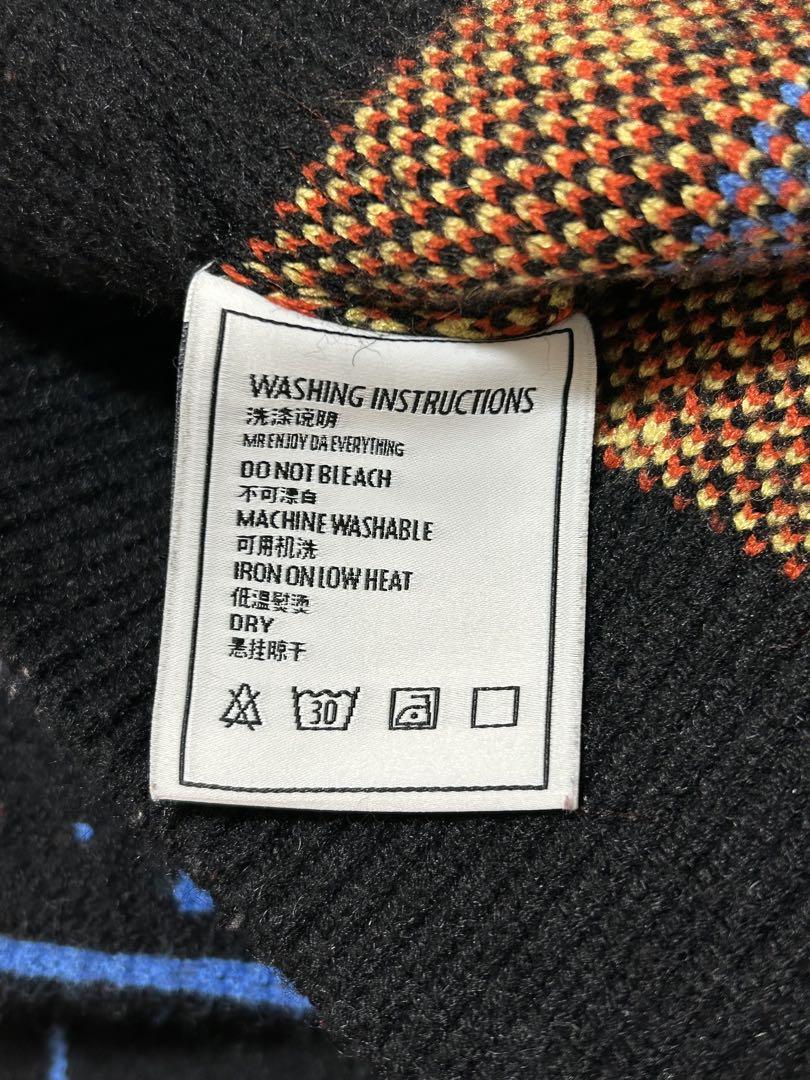 WASHING INSTRUCTIONS
洗涤说明
MR ENJOY DA EVERYTHING
DO NOT BLEACH
不可漂白
MACHINE WASHABLE
可用机洗
IRON ON LOW HEAT
低温熨烫
DRY
悬挂晾干
30